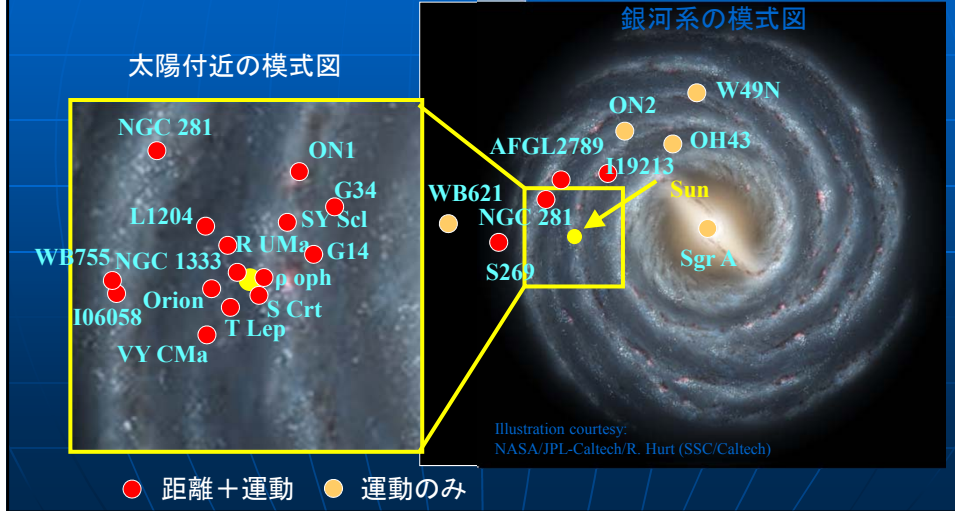 銀河系の模式図
太陽付近の模式図
W49N
ON2
NGC 281
OH43
AFGL2789
ON1
I19213
G34
Sun
WB621
L1204
SY Scl
NGC 281
R UMa
G14
WB755
NGC 1333
Sgr A
S269
ρ oph
Orion
S Crt
I06058
T Lep
VY CMa
Illustration courtesy:
NASA/JPL-Caltech/R. Hurt (SSC/Caltech)
距離＋運動
運動のみ